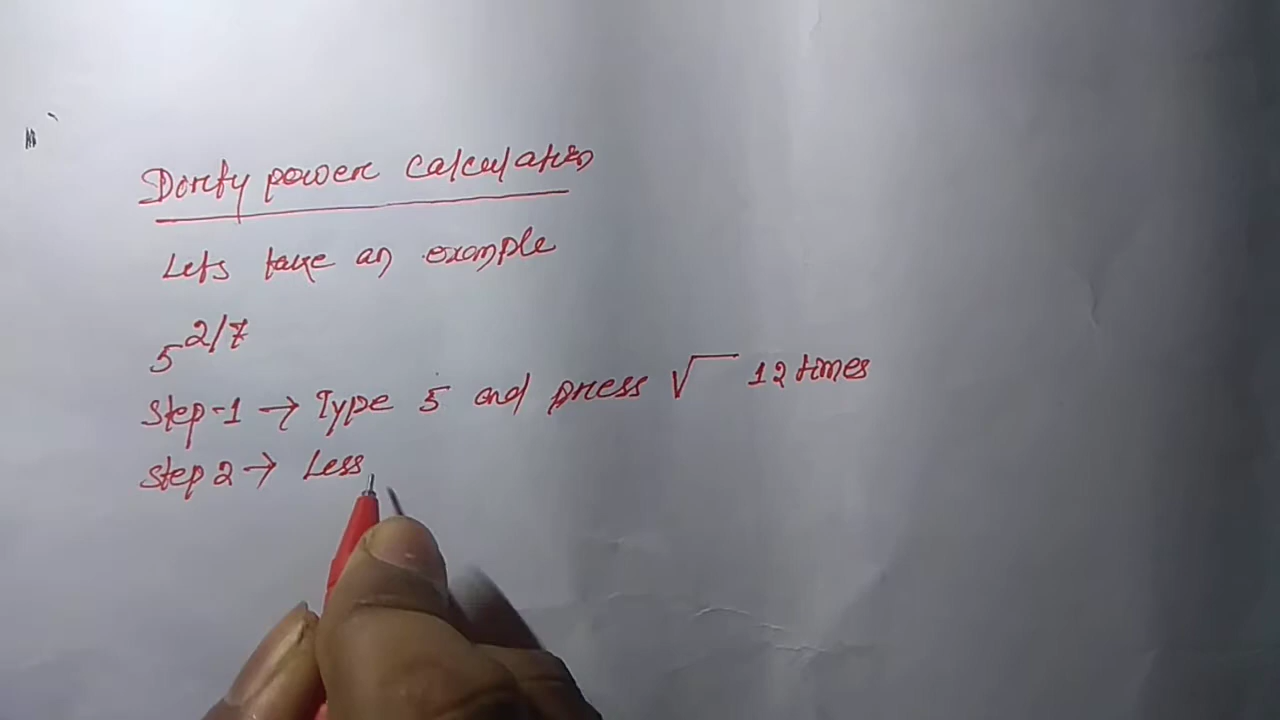 Dority power calculation
Lets take an example
5^2/7
Step-1 → Type 5 and press √ 12 times
Step 2 → Less